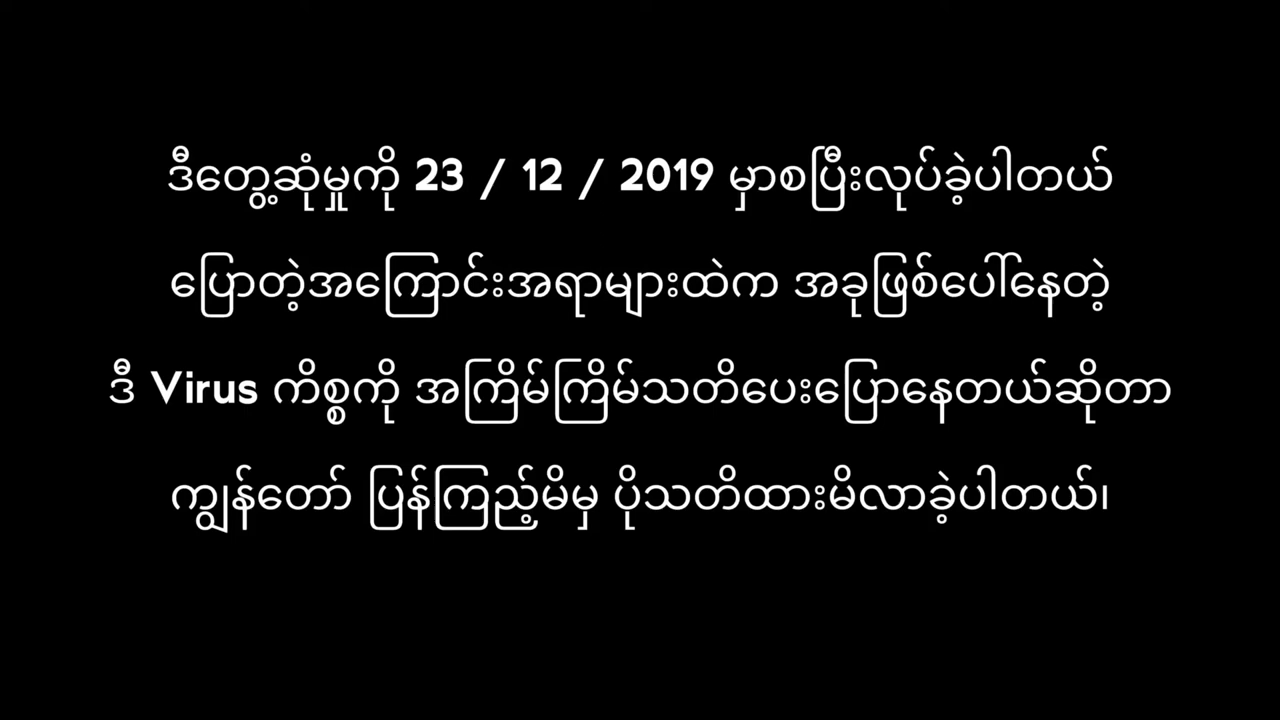 ဒီတွေ့ဆုံမှုကို 23 / 12 / 2019 မှာစပြီးလုပ်ခဲ့ပါတယ်
ပြောတဲ့အကြောင်းအရာများထဲက အခုဖြစ်ပေါ်နေတဲ့
ဒီ Virus ကိစ္စကို အကြိမ်ကြိမ်သတိပေးပြောနေတယ်ဆိုတာ
ကျွန်တော် ပြန်ကြည့်မိမှ ပိုသတိထားမိလာခဲ့ပါတယ်၊